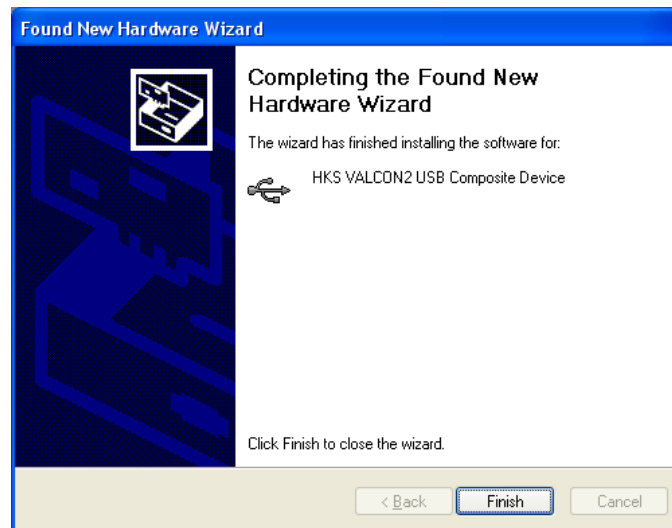 Found New Hardware Wizard
Completing the Found New
Hardware Wizard
The wizard has finished installing the software for:
HKS VALCON2 USB Composite Device
Click Finish to close the wizard.
< Back
Finish
Cancel